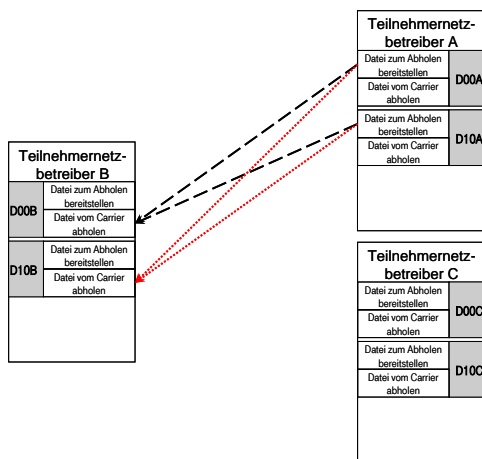 Teilnehmernetz-
betreiber A
Datei zum Abholen
bereitstellen
Datei vom Carrier
abholen
D00A
Datei zum Abholen
bereitstellen
Datei vom Carrier
abholen
D10A
Teilnehmernetz-
betreiber B
D00B
Datei zum Abholen
bereitstellen
Datei vom Carrier
abholen
D10B
Datei zum Abholen
bereitstellen
Datei vom Carrier
abholen
Teilnehmernetz-
betreiber C
Datei zum Abholen
bereitstellen
Datei vom Carrier
abholen
D00C
Datei zum Abholen
bereitstellen
Datei vom Carrier
abholen
D10C